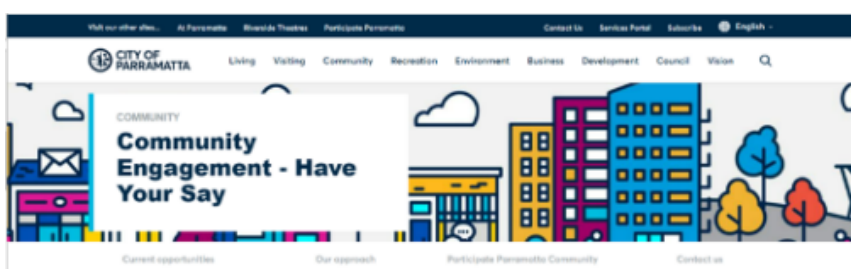 Visit our other sites... At Parramatta Riverside Theatres Participate Parramatta Contact Us Services Portal Subscribe English
CITY OF
PARRAMATTA
Living Visiting Community Recreation Environment Business Development Council Vision
COMMUNITY
Community
Engagement - Have
Your Say
Current opportunities Our approach Participate Parramatta Community Contact us